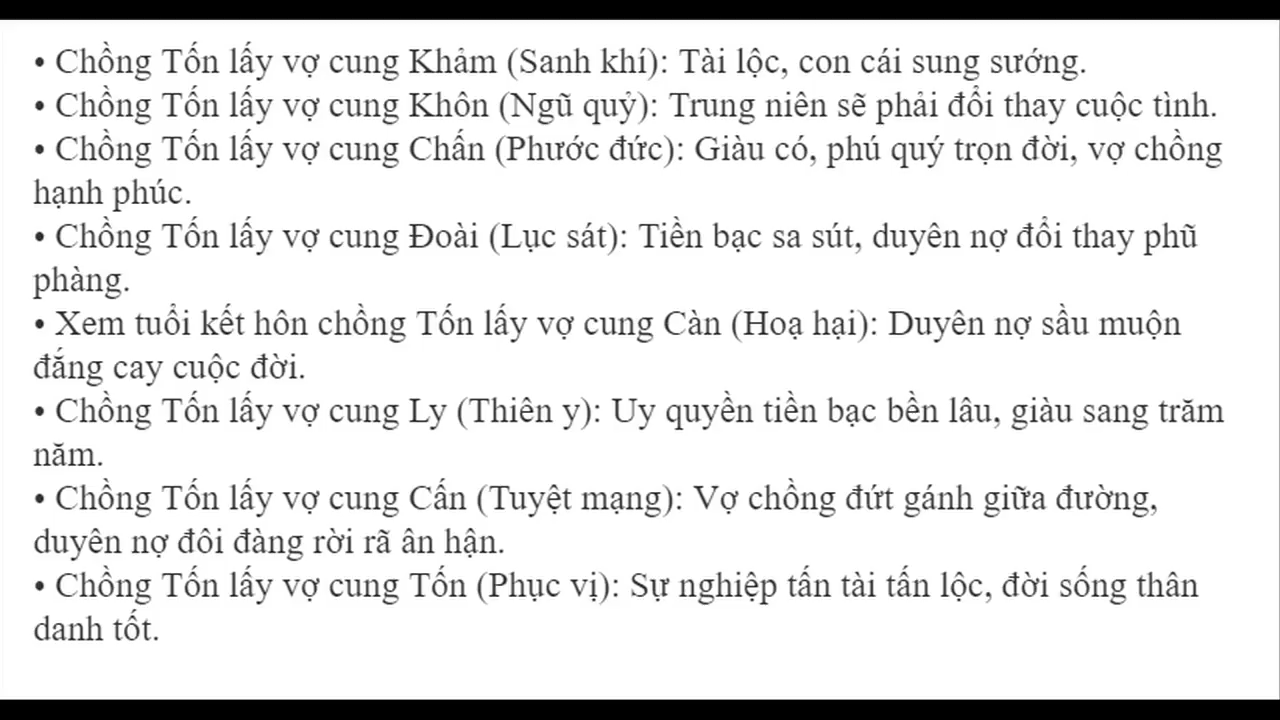 • Chồng Tốn lấy vợ cung Khảm (Sanh khí): Tài lộc, con cái sung sướng.
• Chồng Tốn lấy vợ cung Khôn (Ngũ quỷ): Trung niên sẽ phải đổi thay cuộc tình.
• Chồng Tốn lấy vợ cung Chấn (Phước đức): Giàu có, phú quý trọn đời, vợ chồng
hạnh phúc.
• Chồng Tốn lấy vợ cung Đoài (Lục sát): Tiền bạc sa sút, duyên nợ đổi thay phũ
phàng.
• Xem tuổi kết hôn chồng Tốn lấy vợ cung Càn (Hoạ hại): Duyên nợ sầu muộn
đắng cay cuộc đời.
• Chồng Tốn lấy vợ cung Ly (Thiên y): Uy quyền tiền bạc bền lâu, giàu sang trăm
năm.
• Chồng Tốn lấy vợ cung Cấn (Tuyệt mạng): Vợ chồng đứt gánh giữa đường,
duyên nợ đôi đàng rời rã ân hận.
• Chồng Tốn lấy vợ cung Tốn (Phục vị): Sự nghiệp tấn tài tấn lộc, đời sống thân
danh tốt.